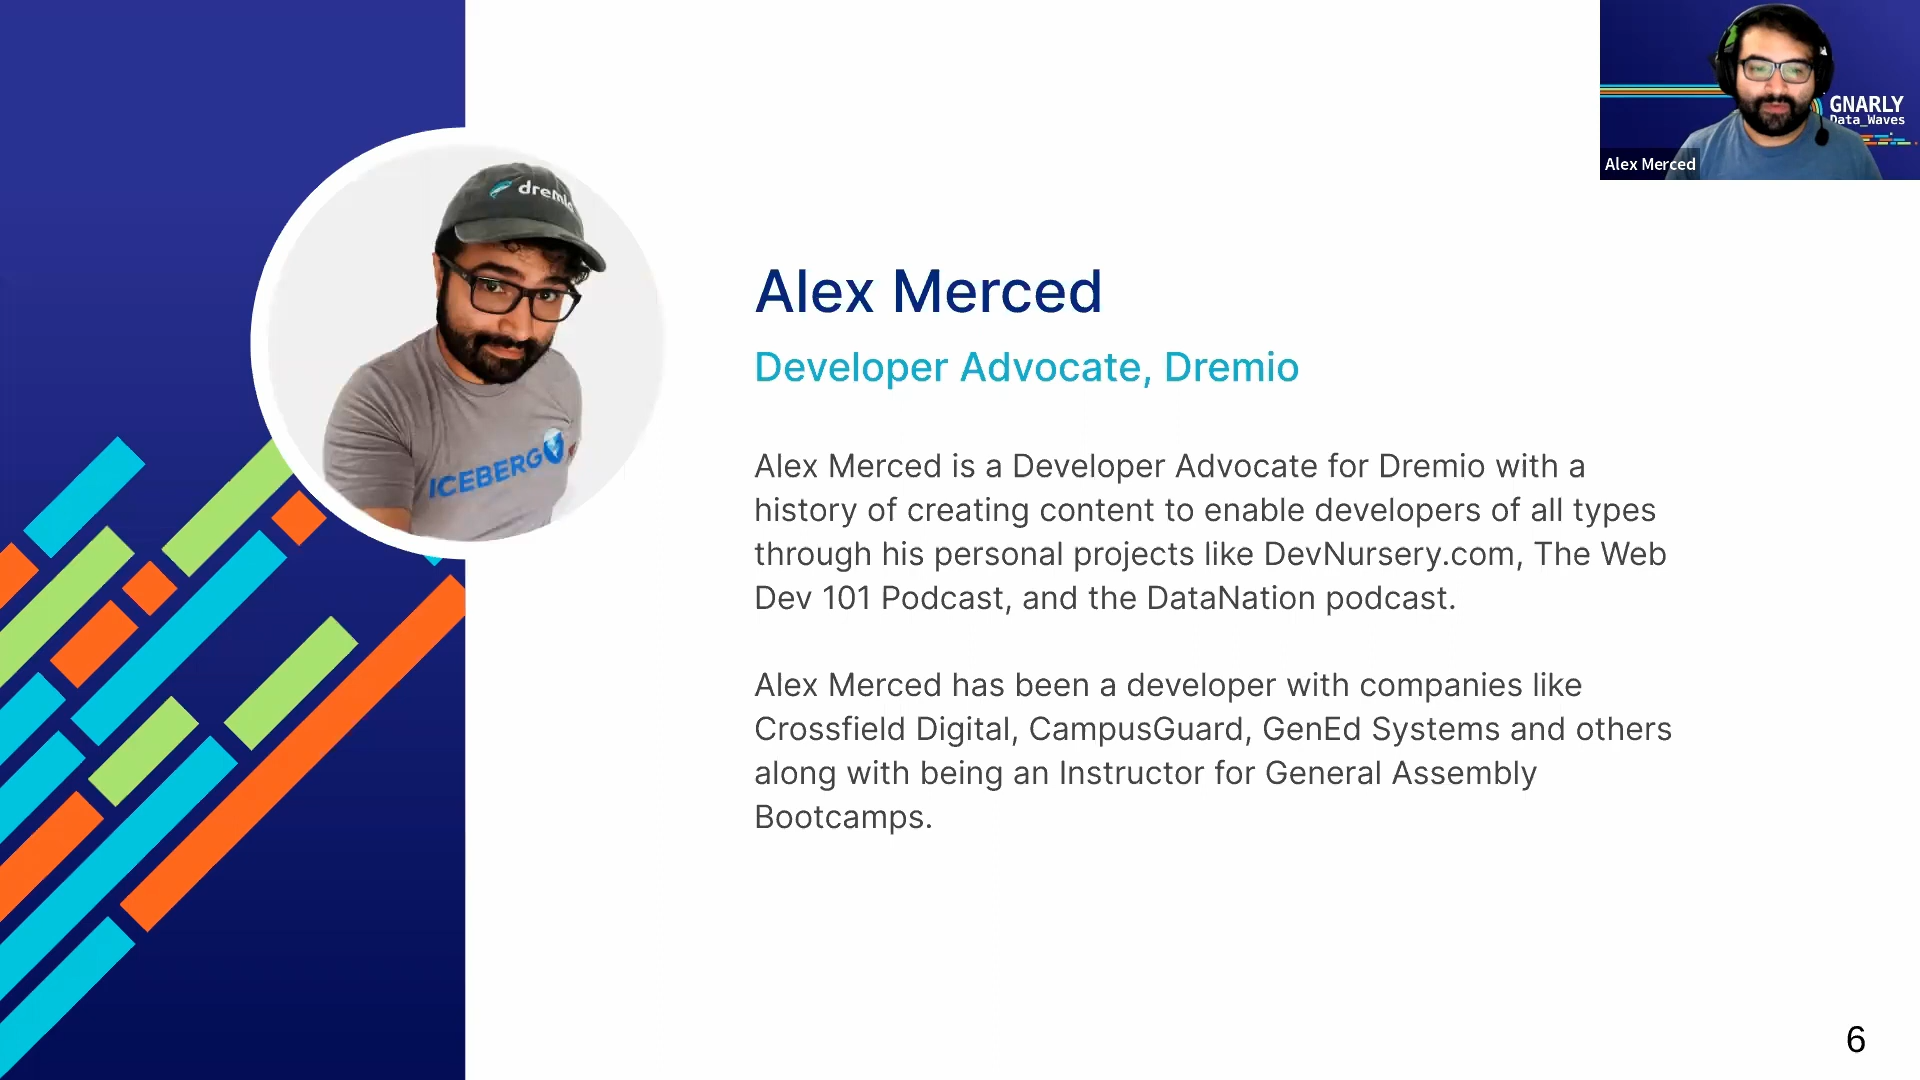 GNARLY
Data_Waves
Alex Merced
dremio
ICEBERG
Alex Merced
Developer Advocate, Dremio
Alex Merced is a Developer Advocate for Dremio with a
history of creating content to enable developers of all types
through his personal projects like DevNursery.com, The Web
Dev 101 Podcast, and the DataNation podcast.
Alex Merced has been a developer with companies like
Crossfield Digital, CampusGuard, GenEd Systems and others
along with being an Instructor for General Assembly
Bootcamps.
6